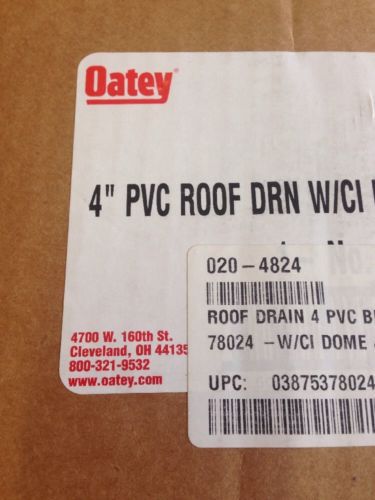 Oatey
4" PVC ROOF DRN W/CI
020-4824
ROOF DRAIN 4 PVC
78024 -W/CI DOME
UPC: 03875378024
4700 W. 160th St.
Cleveland, OH 44135
800-321-9532
www.oatey.com